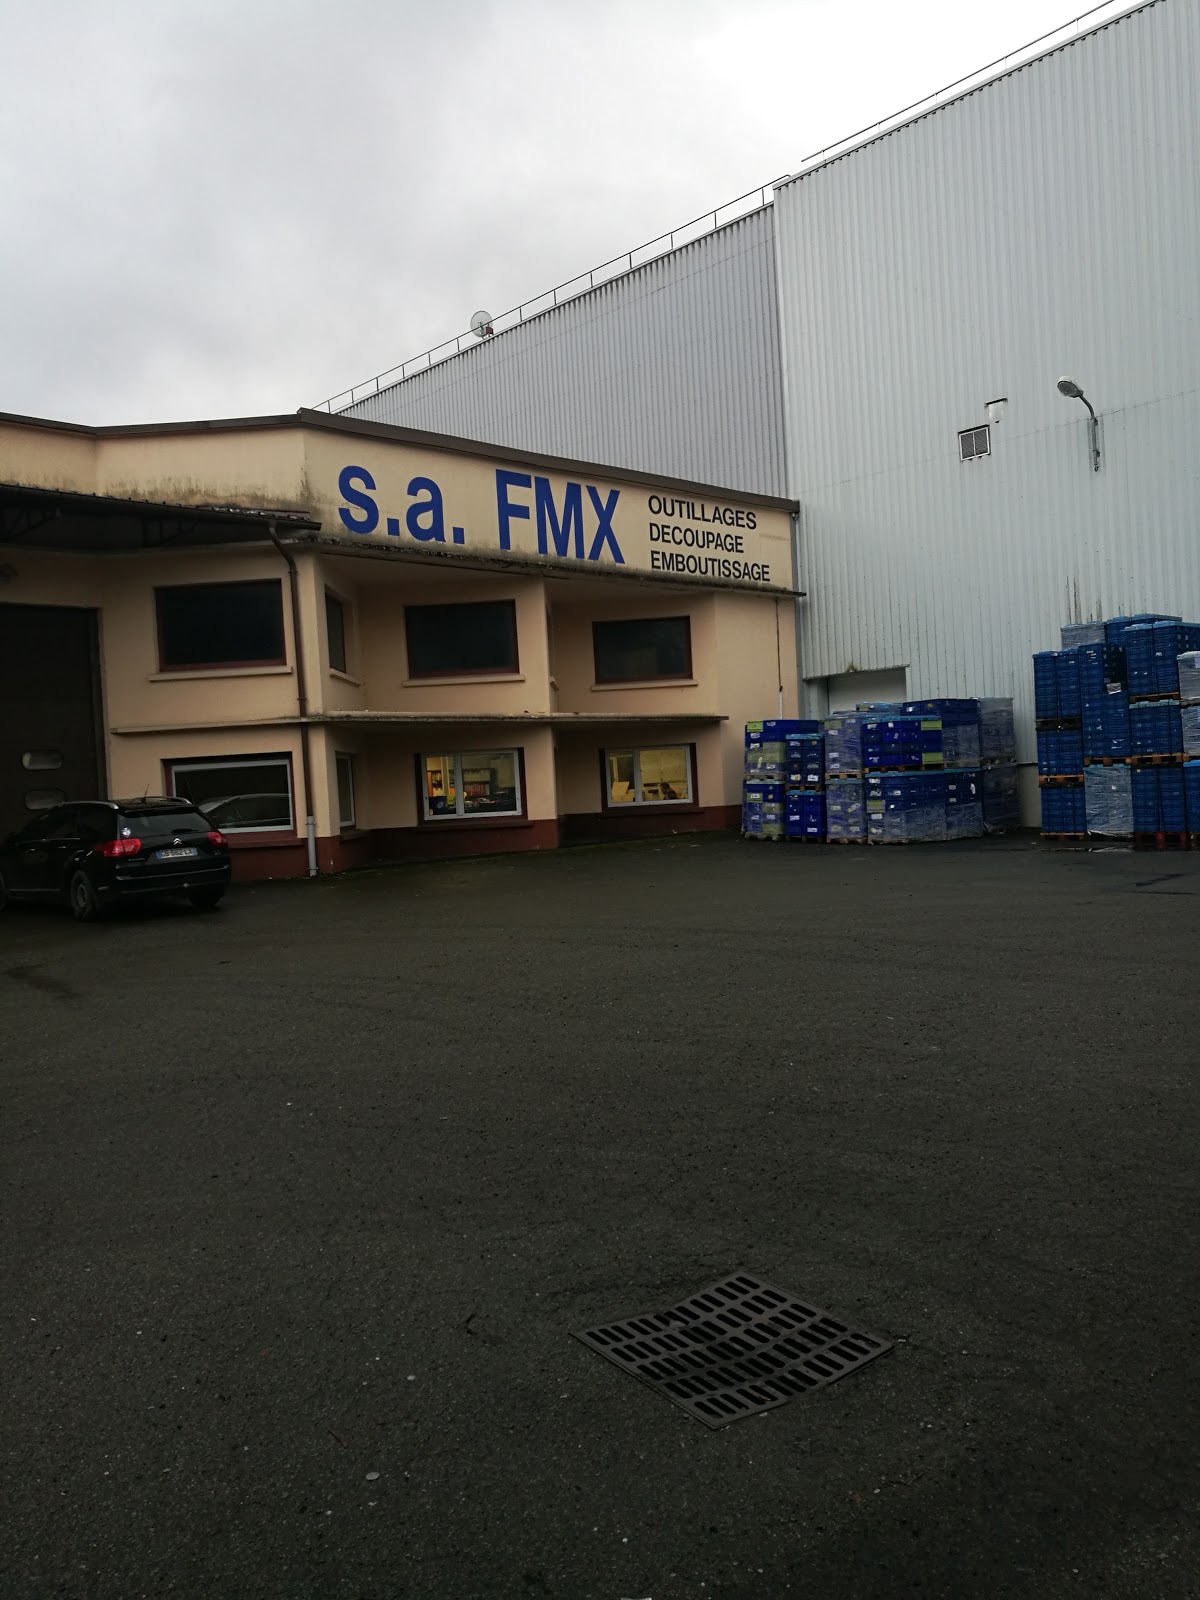 s.a. FMX
OUTILLAGES
DECOUPAGE
EMBOUTISSAGE